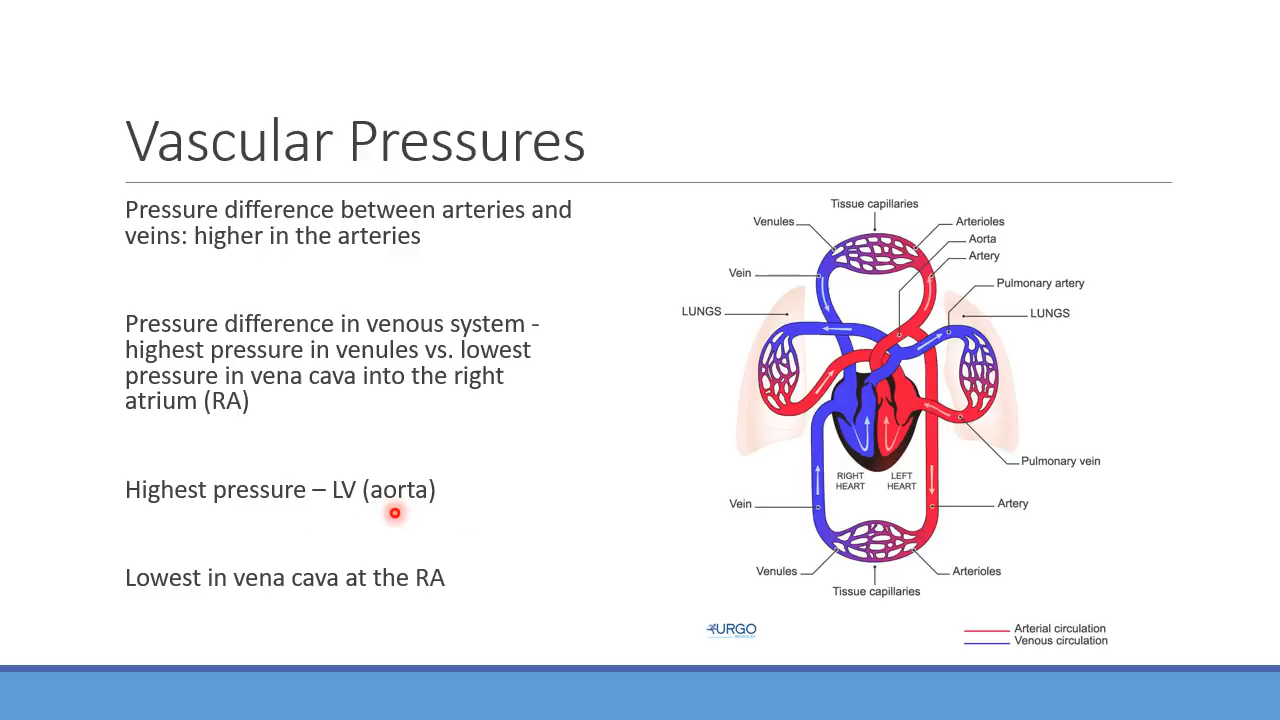 Vascular Pressures
Pressure difference between arteries and
veins: higher in the arteries
Pressure difference in venous system -
highest pressure in venules vs. lowest
pressure in vena cava into the right
atrium (RA)
Highest pressure – LV (aorta)
Lowest in vena cava at the RA
Tissue capillaries
Venules
Arterioles
Aorta
Artery
Vein
Pulmonary artery
LUNGS
LUNGS
RIGHT
HEART
LEFT
HEART
Pulmonary vein
Vein
Artery
Venules
Arterioles
Tissue capillaries
URGO
Arterial circulation
Venous circulation